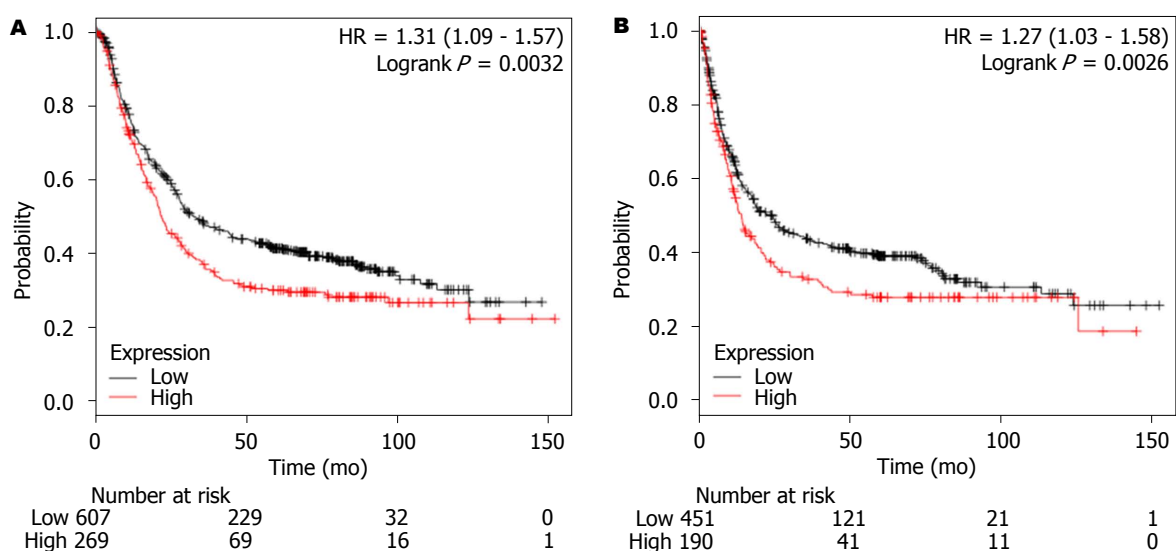 A
HR = 1.31 (1.09 - 1.57)
Logrank P = 0.0032
Probability
1.0
0.8
0.6
0.4
0.2
0.0
Expression
Low
High
0 50 100 150
Time (mo)
Number at risk
Low 607 229 32 0
High 269 69 16 1
B
HR = 1.27 (1.03 - 1.58)
Logrank P = 0.0026
Probability
1.0
0.8
0.6
0.4
0.2
0.0
Expression
Low
High
0 50 100 150
Time (mo)
Number at risk
Low 451 121 21 1
High 190 41 11 0